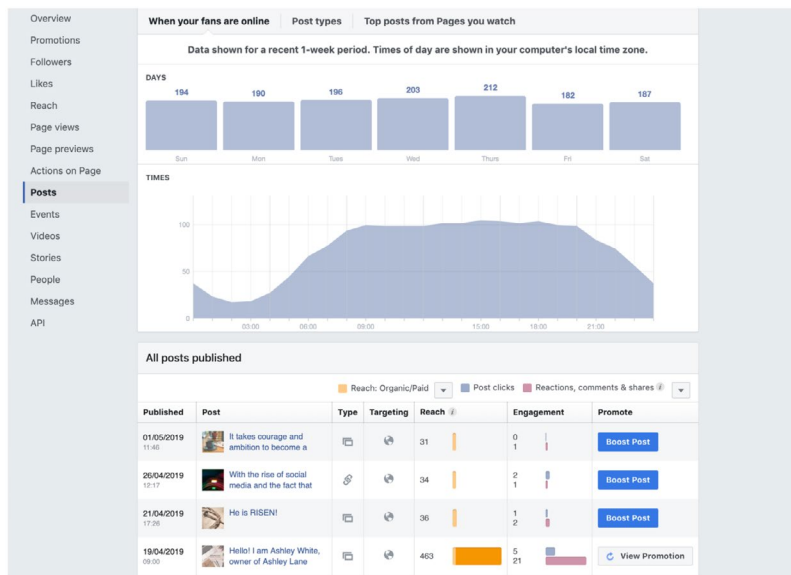 Overview
Promotions
Followers
Likes
Reach
Page views
Page previews
Actions on Page
Posts
Events
Videos
Stories
People
Messages
API
When your fans are online
Post types
Top posts from Pages you watch
Data shown for a recent 1-week period. Times of day are shown in your computer's local time zone.
DAYS
194 190 196 203 212 182 187
Sun Mon Tues Wed Thurs Fri Sat
TIMES
100
50
0
03:00 06:00 09:00 15:00 18:00 21:00
All posts published
Reach: Organic/Paid Post clicks Reactions, comments & shares i
Published Post Type Targeting Reach i Engagement Promote
01/05/2019 It takes courage and 31 0 Boost Post
11:46 ambition to become a 1
26/04/2019 With the rise of social 34 2 Boost Post
12:17 media and the fact that 1
21/04/2019 He is RISEN! 36 1 Boost Post
17:26 2
19/04/2019 Hello! I am Ashley White, 463 5 View Promotion
09:00 owner of Ashley Lane 21